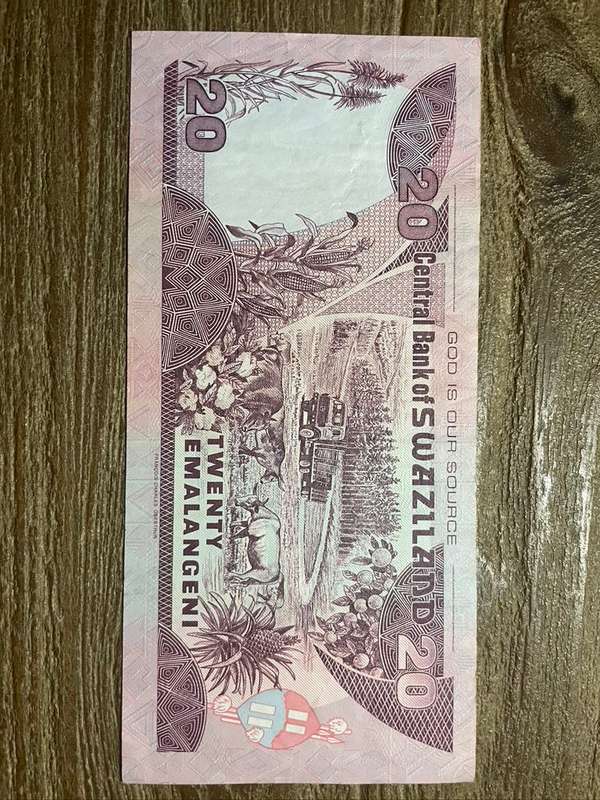 GOD IS OUR SOURCE
20 Central Bank of SWAZILAND 20
TWENTY
EMALANGENI
20